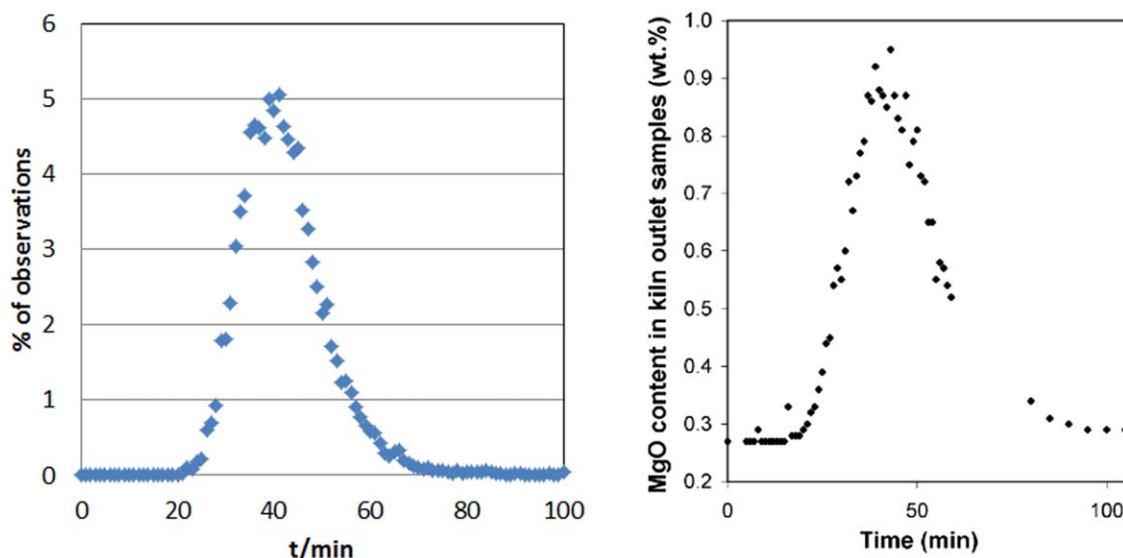 % of observations
6
5
4
3
2
1
0
0 20 40 60 80 100
t/min
MgO content in kiln outlet samples (wt.%)
1.0
0.9
0.8
0.7
0.6
0.5
0.4
0.3
0.2
0 50 100
Time (min)